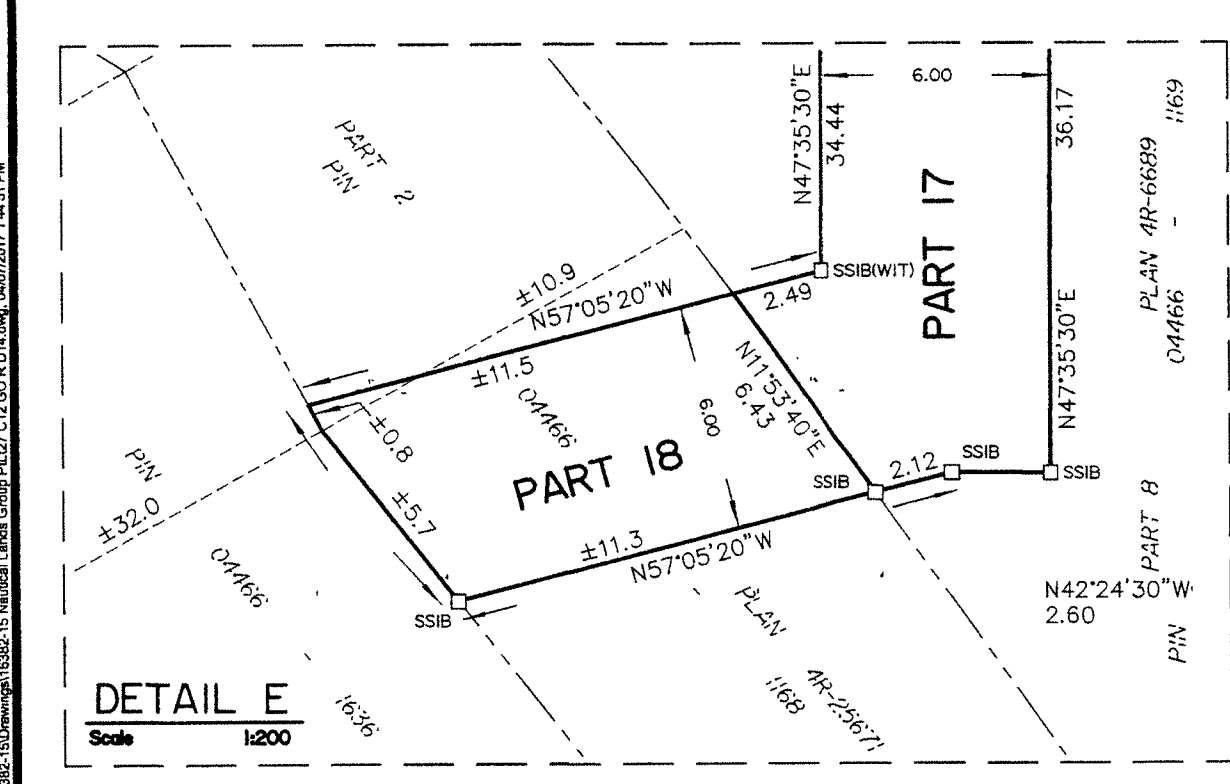 6.00
N47°35'30"E
34.44
36.17
PLAN 4R-6689
04466 - 1169
PART 2
PIN
PART 17
SSIB(WIT)
±10.9
N57°05'20"W
2.49
±11.5
04466
N11°53'40"E
6.43
6.00
N47°35'30"E
±0.8
PART 18
SSIB
2.12
SSIB
SSIB
PIN
±32.0
±5.7
±11.3
N57°05'20"W
PIN PART 8
N42°24'30"W
2.60
04466
SSIB
PLAN
4R-25671
1168
1636
DETAIL E
Scale 1:200